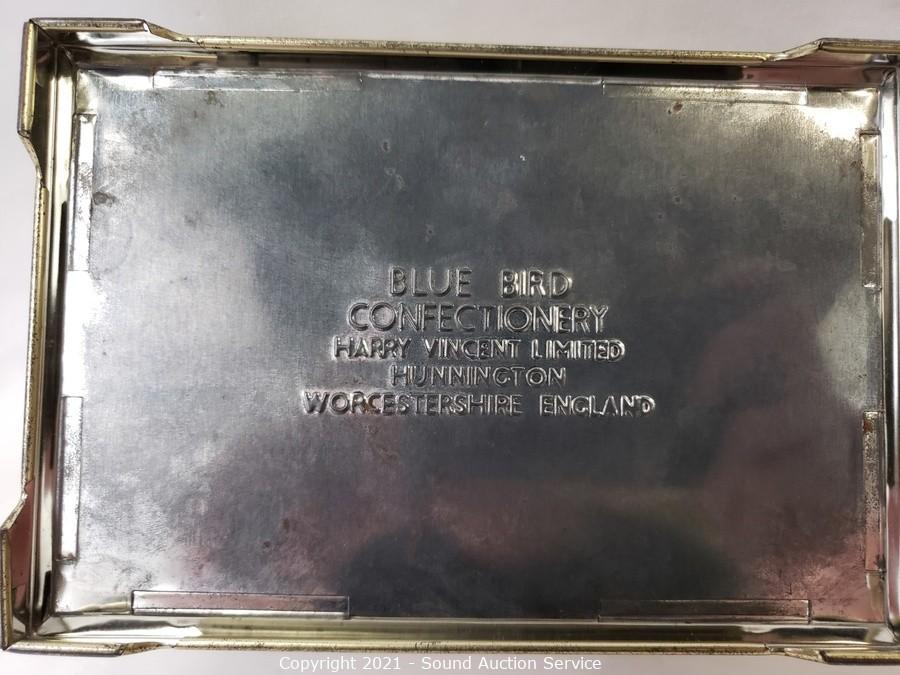 BLUE BIRD
CONFECTIONERY
HARRY VINCENT LIMITED
HUNNINGTON
WORCESTERSHIRE ENGLAND
Copyright 2021 - Sound Auction Service